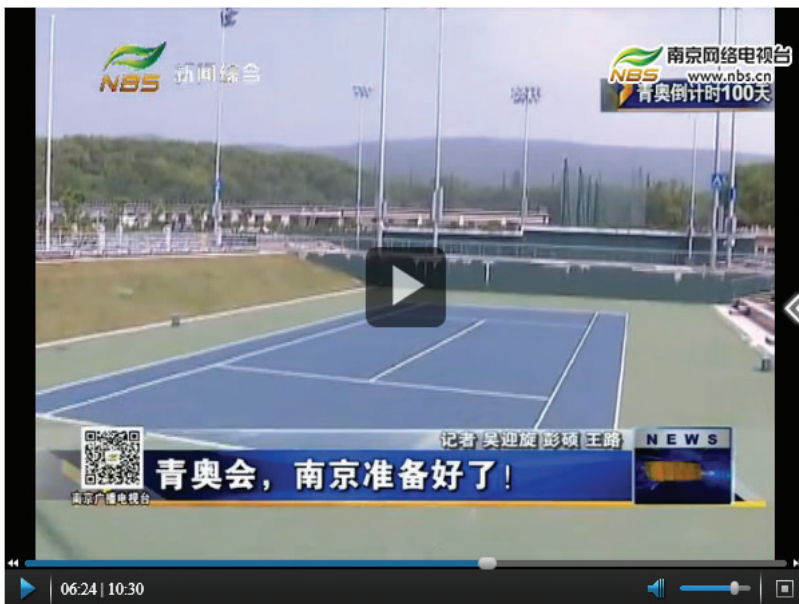 NBS 新闻综合
南京网络电视台
NBS www.nbs.cn
青奥倒计时100天
记者 吴迎旋 彭硕 王路
NEWS
青奥会，南京准备好了！
南京广播电视台
06:24 | 10:30